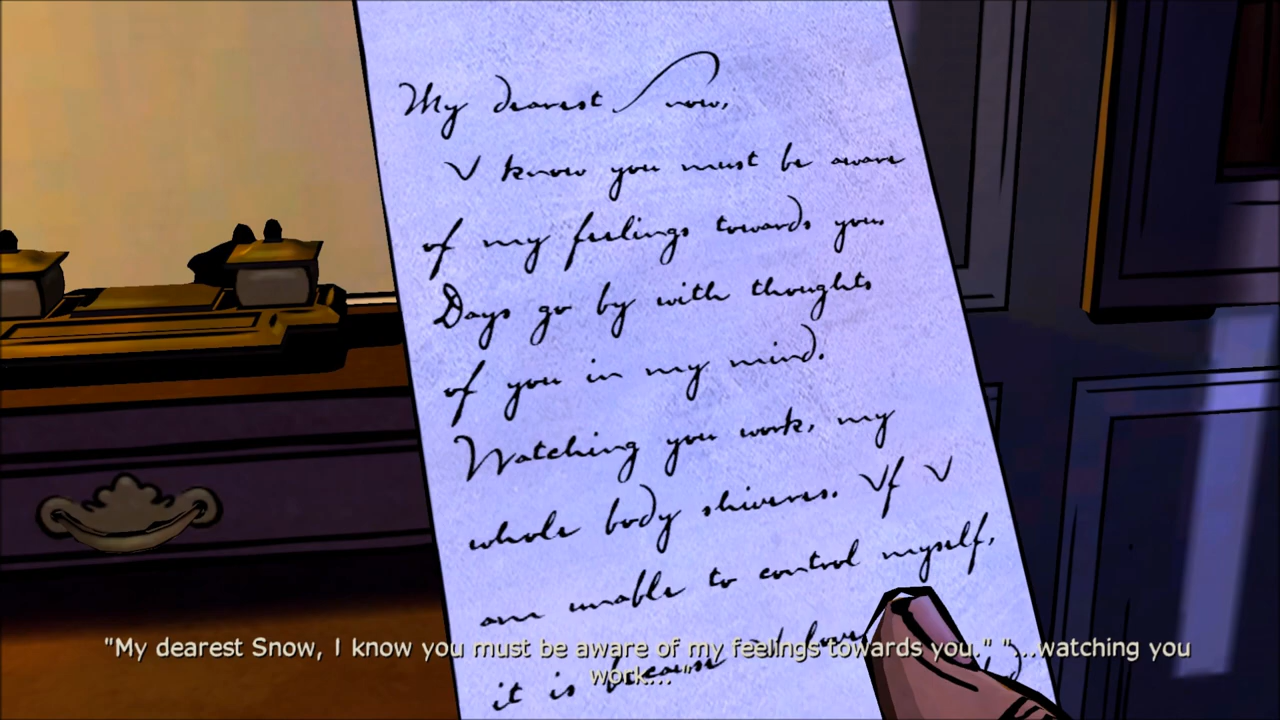 My dearest Snow,
I know you must be aware
of my feelings towards you.
Days go by with thoughts
of you in my mind.
Watching you work, my
whole body shivers. If I
am unable to control myself,
it is because
"My dearest Snow, I know you must be aware of my feelings towards you." "...watching you
work..."